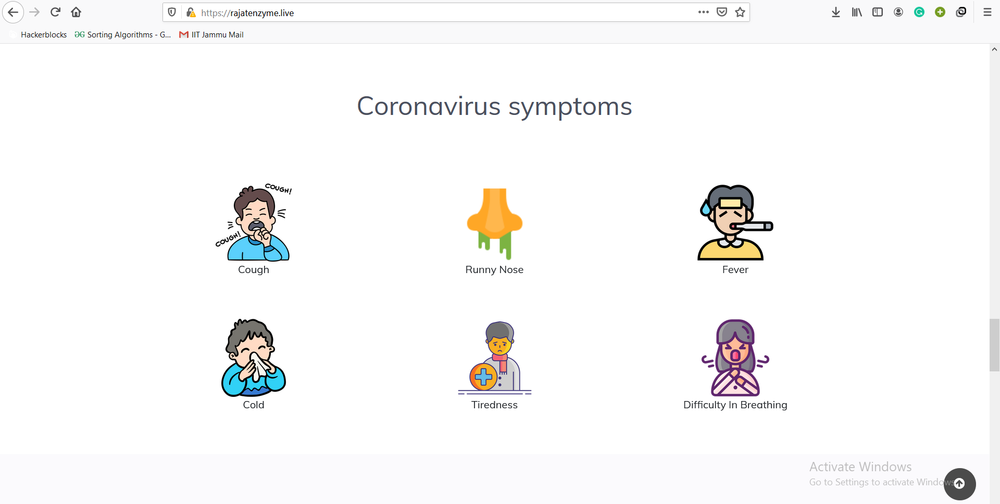 https://rajatenzyme.live
Hackerblocks
Sorting Algorithms - G...
IIT Jammu Mail
Coronavirus symptoms
COUGH!
COUGH!
Cough
Runny Nose
Fever
Cold
Tiredness
Difficulty In Breathing
Activate Windows
Go to Settings to activate Windows